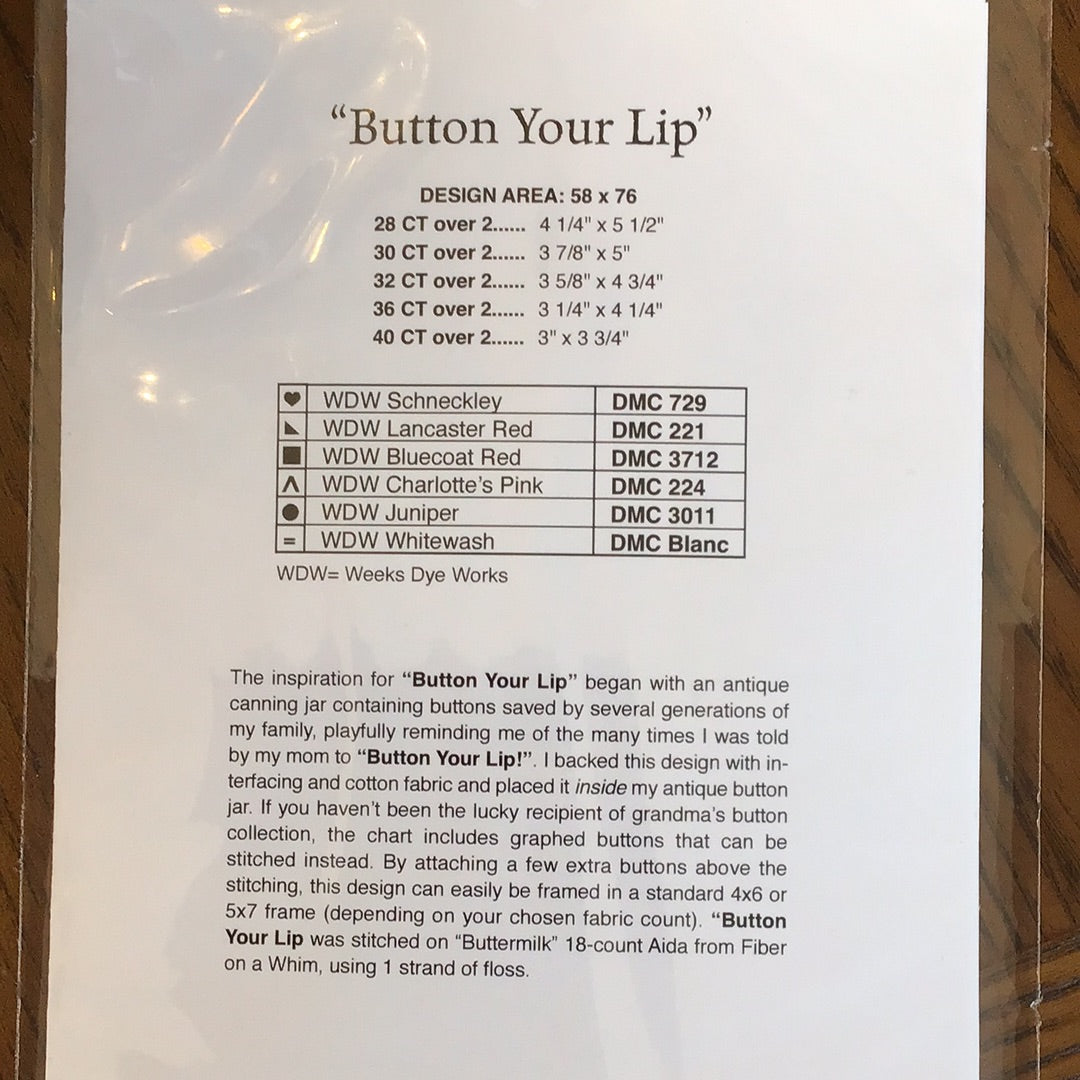 “Button Your Lip”
DESIGN AREA: 58 x 76
28 CT over 2...... 4 1/4" x 5 1/2"
30 CT over 2...... 3 7/8" x 5"
32 CT over 2...... 3 5/8" x 4 3/4"
36 CT over 2...... 3 1/4" x 4 1/4"
40 CT over 2...... 3" x 3 3/4"
♥ WDW Schneckley DMC 729
◣ WDW Lancaster Red DMC 221
■ WDW Bluecoat Red DMC 3712
ʌ WDW Charlotte’s Pink DMC 224
● WDW Juniper DMC 3011
= WDW Whitewash DMC Blanc
WDW= Weeks Dye Works
The inspiration for “Button Your Lip” began with an antique
canning jar containing buttons saved by several generations of
my family, playfully reminding me of the many times I was told
by my mom to “Button Your Lip!”. I backed this design with in-
terfacing and cotton fabric and placed it inside my antique button
jar. If you haven’t been the lucky recipient of grandma’s button
collection, the chart includes graphed buttons that can be
stitched instead. By attaching a few extra buttons above the
stitching, this design can easily be framed in a standard 4x6 or
5x7 frame (depending on your chosen fabric count). “Button
Your Lip was stitched on “Buttermilk” 18-count Aida from Fiber
on a Whim, using 1 strand of floss.